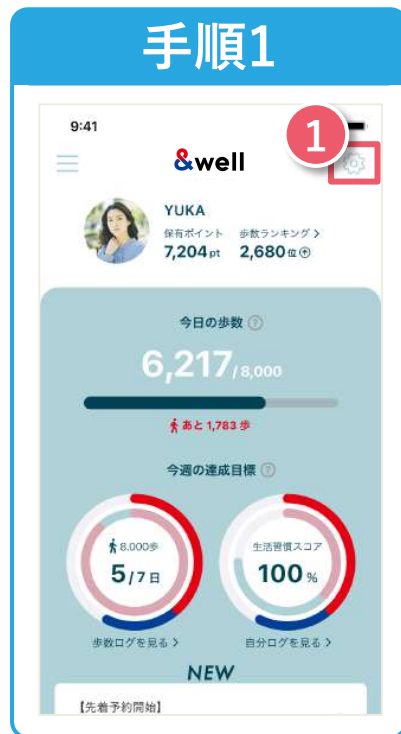 手順1
9:41
1
&well
YUKA
保有ポイント 歩数ランキング >
7,204pt 2,680位
今日の歩数 ?
6,217/8,000
あと 1,783 歩
今週の達成目標 ?
8,000歩 生活習慣スコア
5/7日 100%
歩数ログを見る > 自分ログを見る >
NEW
【先着予約開始】